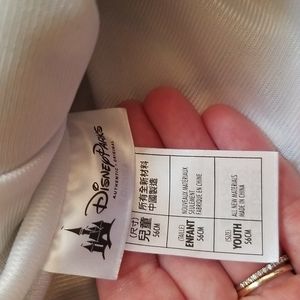 Disney Parks
AUTHENTIC ORIGINAL
所有全新材料
中國製造
(尺寸)
兒童
56CM
NOUVEAUX MATERIAUX
SEULEMENT
FABRIQUE EN CHINE
(TAILLE)
ENFANT
56CM
ALL NEW MATERIALS
MADE IN CHINA
(SIZE)
YOUTH
56CM